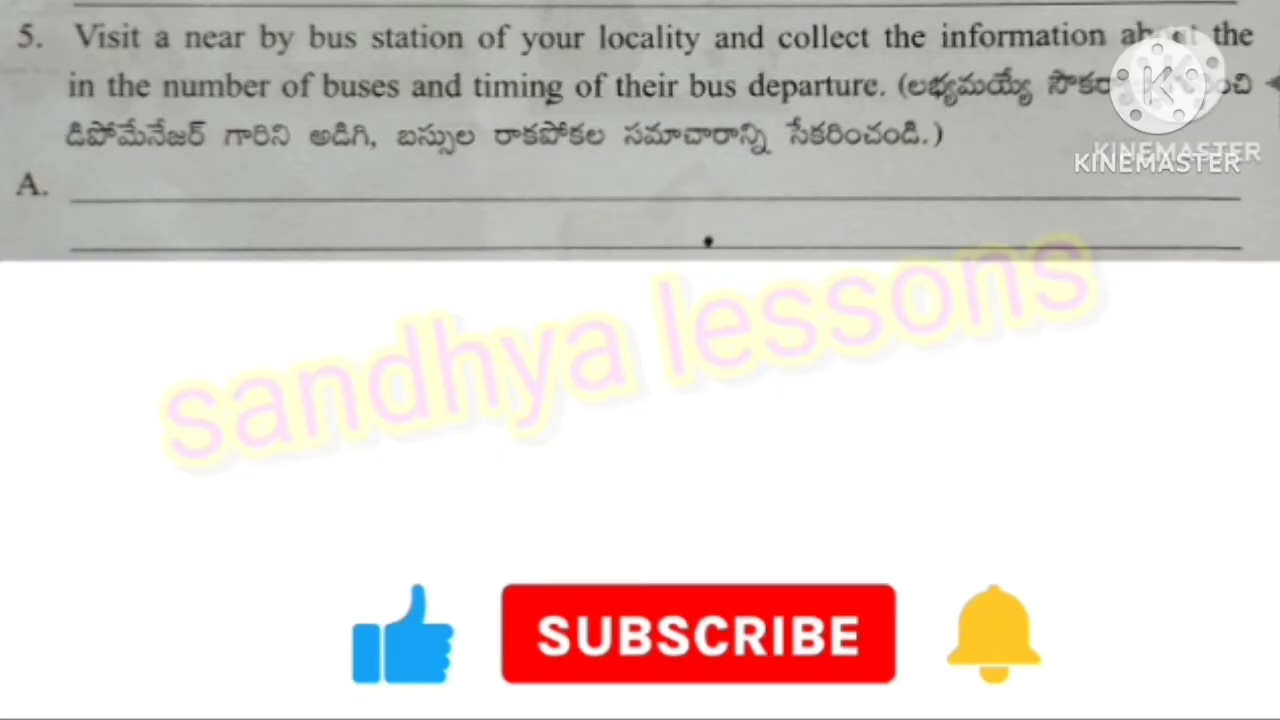 5. Visit a near by bus station of your locality and collect the information about the
in the number of buses and timing of their bus departure. (లభ్యమయ్యే
డిపోమేనేజర్ గారిని అడిగి, బస్సుల రాకపోకల సమాచారాన్ని సేకరించండి.)
KINEMASTER
KINEMASTER
A.
sandhya lessons
SUBSCRIBE